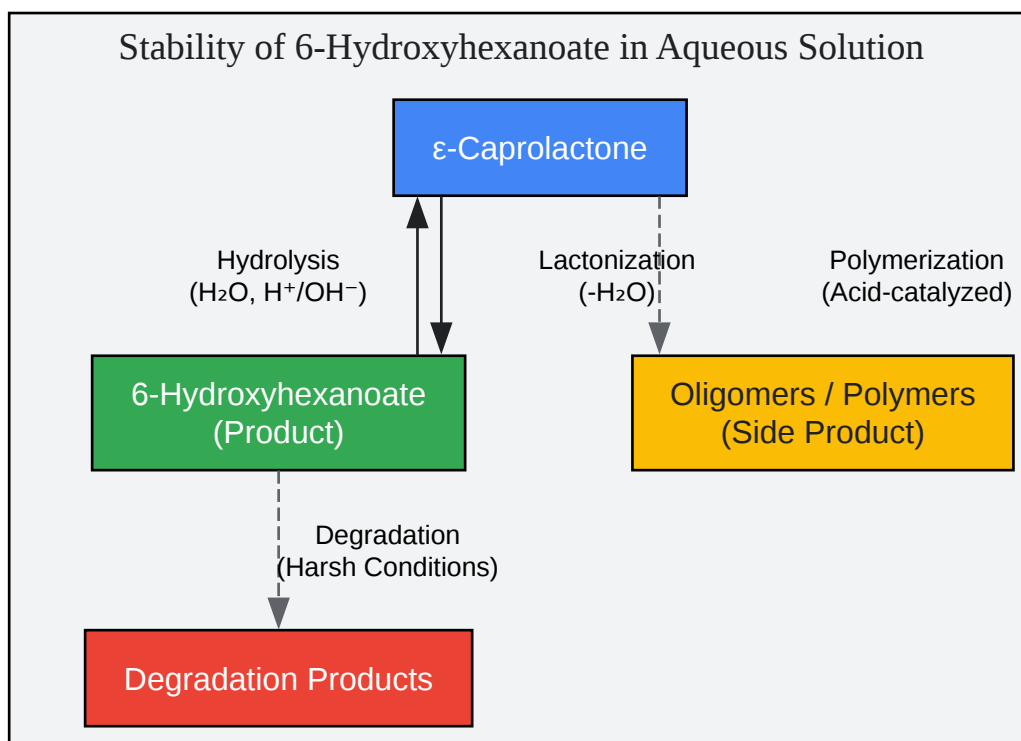 Stability of 6-Hydroxyhexanoate in Aqueous Solution
ε-Caprolactone
Hydrolysis
(H₂O, H⁺/OH⁻)
Lactonization
(-H₂O)
Polymerization
(Acid-catalyzed)
6-Hydroxyhexanoate
(Product)
Oligomers / Polymers
(Side Product)
Degradation
(Harsh Conditions)
Degradation Products